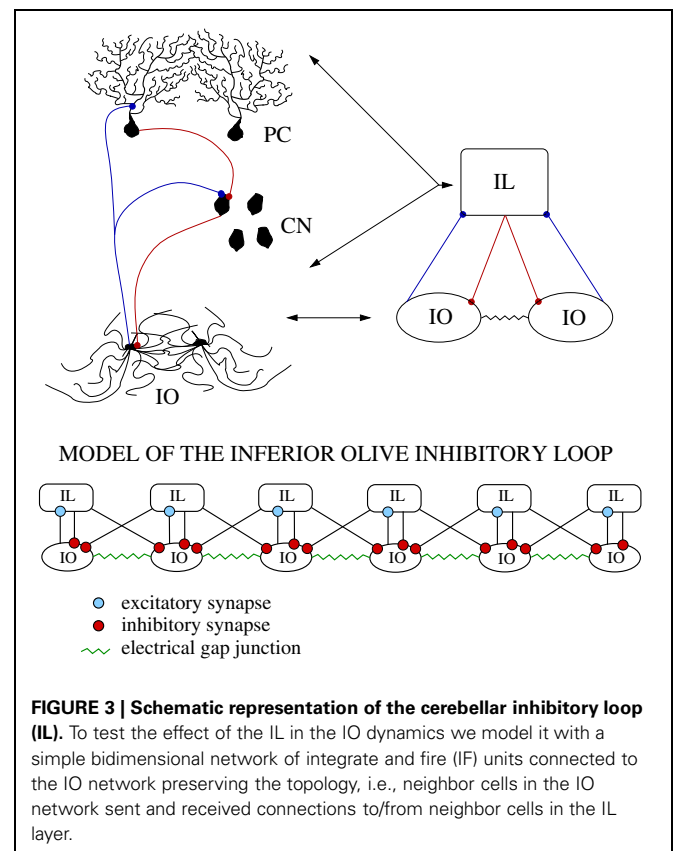 PC
IL
CN
IO IO
IO
MODEL OF THE INFERIOR OLIVE INHIBITORY LOOP
IL IL IL IL IL IL
IO IO IO IO IO IO
excitatory synapse
inhibitory synapse
electrical gap junction
FIGURE 3 | Schematic representation of the cerebellar inhibitory loop
(IL). To test the effect of the IL in the IO dynamics we model it with a
simple bidimensional network of integrate and fire (IF) units connected to
the IO network preserving the topology, i.e., neighbor cells in the IO
network sent and received connections to/from neighbor cells in the IL
layer.